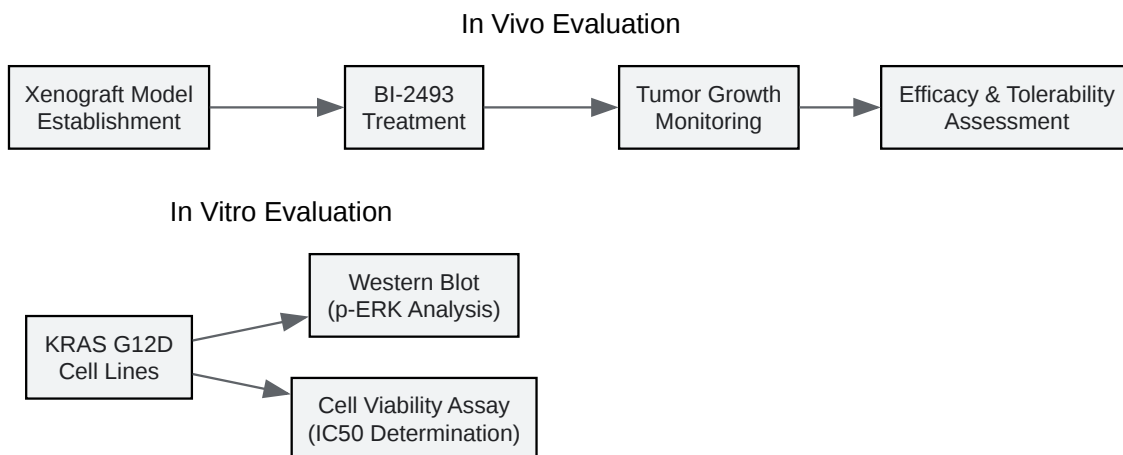 In Vivo Evaluation
Xenograft Model
Establishment
BI-2493
Treatment
Tumor Growth
Monitoring
Efficacy & Tolerability
Assessment
In Vitro Evaluation
KRAS G12D
Cell Lines
Western Blot
(p-ERK Analysis)
Cell Viability Assay
(IC50 Determination)